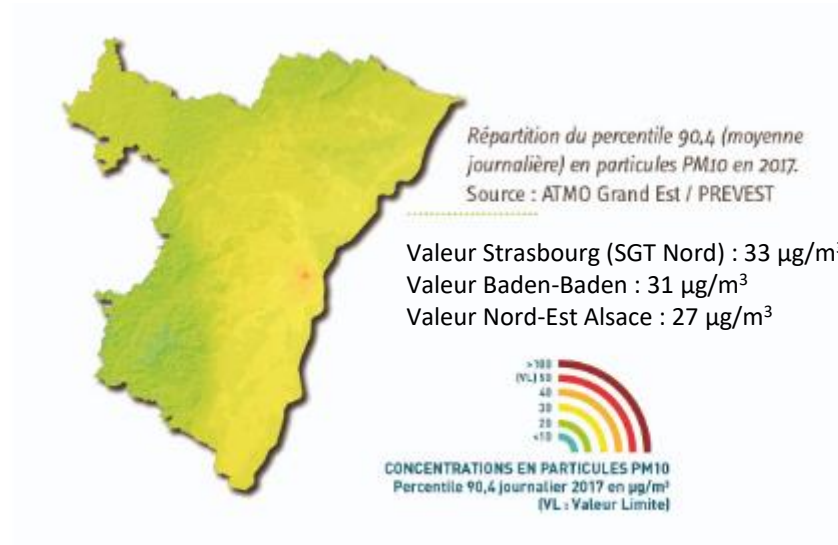 Répartition du percentile 90,4 (moyenne
journalière) en particules PM10 en 2017.
Source : ATMO Grand Est / PREVEST
Valeur Strasbourg (SGT Nord) : 33 µg/m³
Valeur Baden-Baden : 31 µg/m³
Valeur Nord-Est Alsace : 27 µg/m³
>100
(VL) 50
40
30
20
<10
CONCENTRATIONS EN PARTICULES PM10
Percentile 90,4 journalier 2017 en µg/m³
(VL : Valeur Limite)